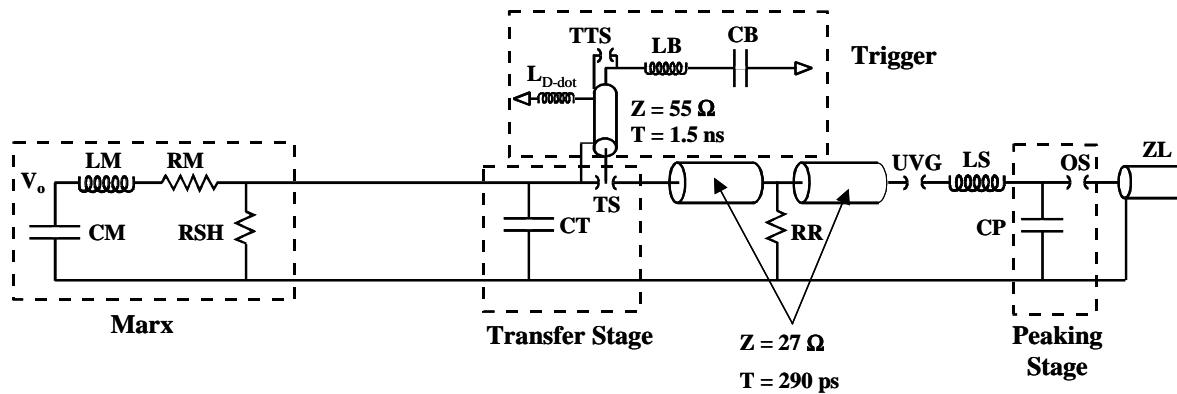 TTS
LB
CB
Trigger
L_D-dot
Z = 55 Ω
T = 1.5 ns
V_o
LM
RM
CM
RSH
Marx
TS
CT
Transfer Stage
RR
Z = 27 Ω
T = 290 ps
UVG
LS
OS
ZL
CP
Peaking
Stage